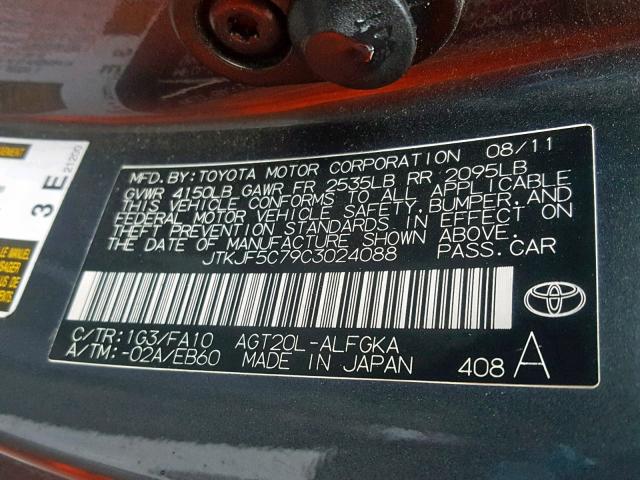 3 E
21200
MFD. BY: TOYOTA MOTOR CORPORATION 08/11
GVWR 4150LB GAWR FR 2535LB RR 2095LB
THIS VEHICLE CONFORMS TO ALL APPLICABLE
FEDERAL MOTOR VEHICLE SAFETY, BUMPER, AND
THEFT PREVENTION STANDARDS IN EFFECT ON
THE DATE OF MANUFACTURE SHOWN ABOVE.
JTKJF5C79C3024088 PASS. CAR
C/TR: 1G3/FA10 AGT20L-ALFGKA
A/TM: -02A/EB60 MADE IN JAPAN 408 A